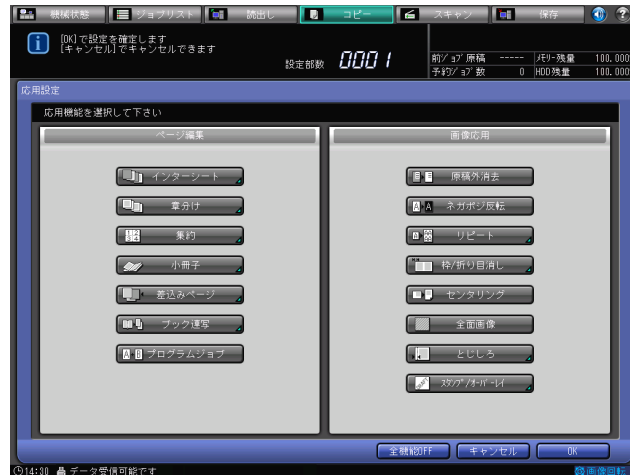 機械状態 ジョブリスト 読出し コピー スキャン 保存
[OK]で設定を確定します
[キャンセル]でキャンセルできます
設定部数 0001
前ジョブ原稿 ----- メモリー残量 100.000
予約ジョブ数 0 HDD残量 100.000
応用設定
応用機能を選択して下さい
ページ編集 画像応用
インターシート 原稿外消去
章分け ネガポジ反転
集約 リピート
小冊子 枠/折り目消し
差込みページ センタリング
ブック連写 全面画像
プログラムジョブ とじしろ
スタンプ/オーバーレイ
全機能OFF キャンセル OK
14:30 データ受信可能です 画像回転